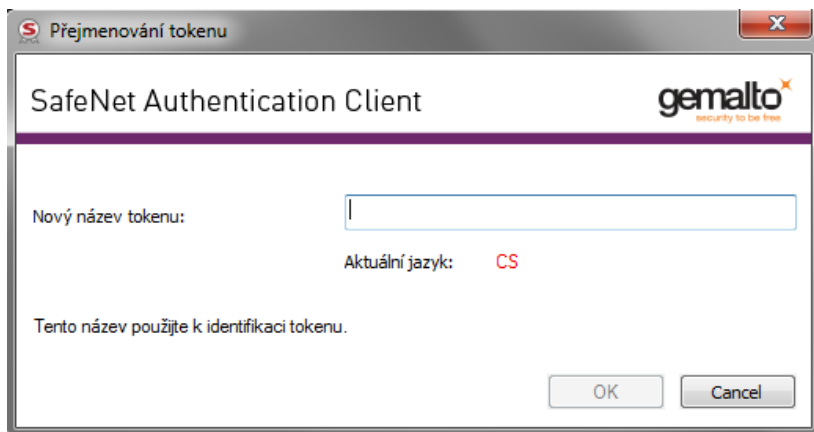 Přejmenování tokenu
SafeNet Authentication Client
gemalto
security to be free
Nový název tokenu:
Aktuální jazyk: CS
Tento název použijte k identifikaci tokenu.
OK Cancel